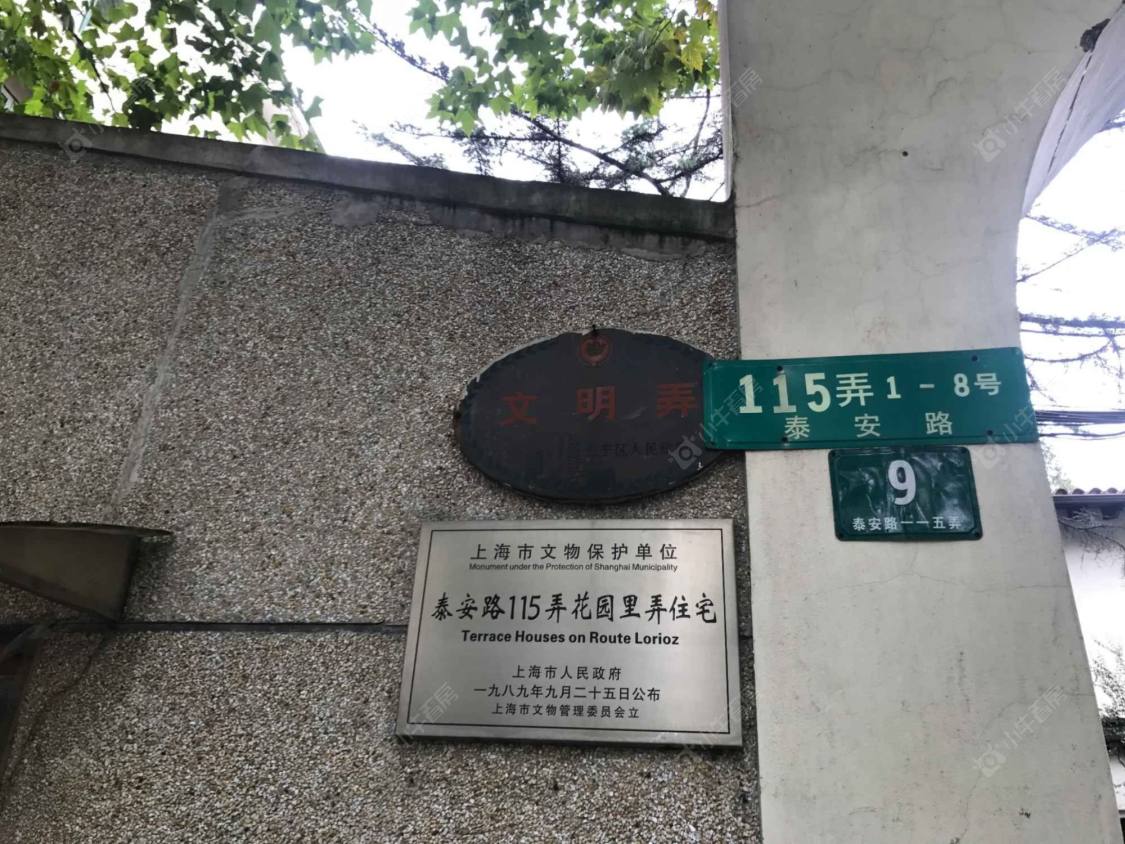 文明弄
115弄1-8号
泰安路
9
泰安路一一五弄
上海市文物保护单位
Monument under the Protection of Shanghai Municipality
泰安路115弄花园里弄住宅
Terrace Houses on Route Lorioz
上海市人民政府
一九八九年九月二十五日公布
上海市文物管理委员会立
小牛看房